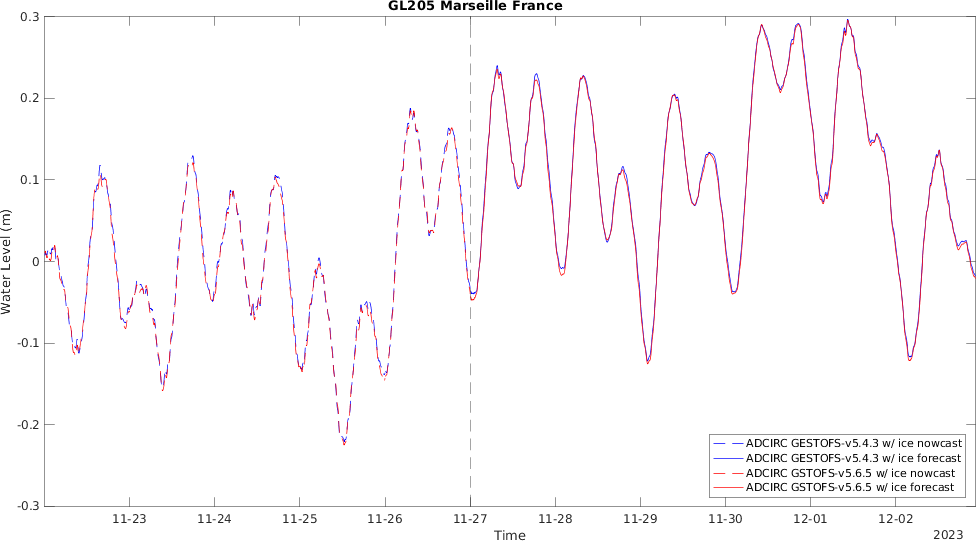 GL205 Marseille France
0.3
0.2
0.1
0
-0.1
-0.2
-0.3
Water Level (m)
ADCIRC GESTOFS-v5.4.3 w/ ice nowcast
ADCIRC GESTOFS-v5.4.3 w/ ice forecast
ADCIRC GSTOFS-v5.6.5 w/ ice nowcast
ADCIRC GSTOFS-v5.6.5 w/ ice forecast
11-23 11-24 11-25 11-26 11-27 11-28 11-29 11-30 12-01 12-02
Time
2023